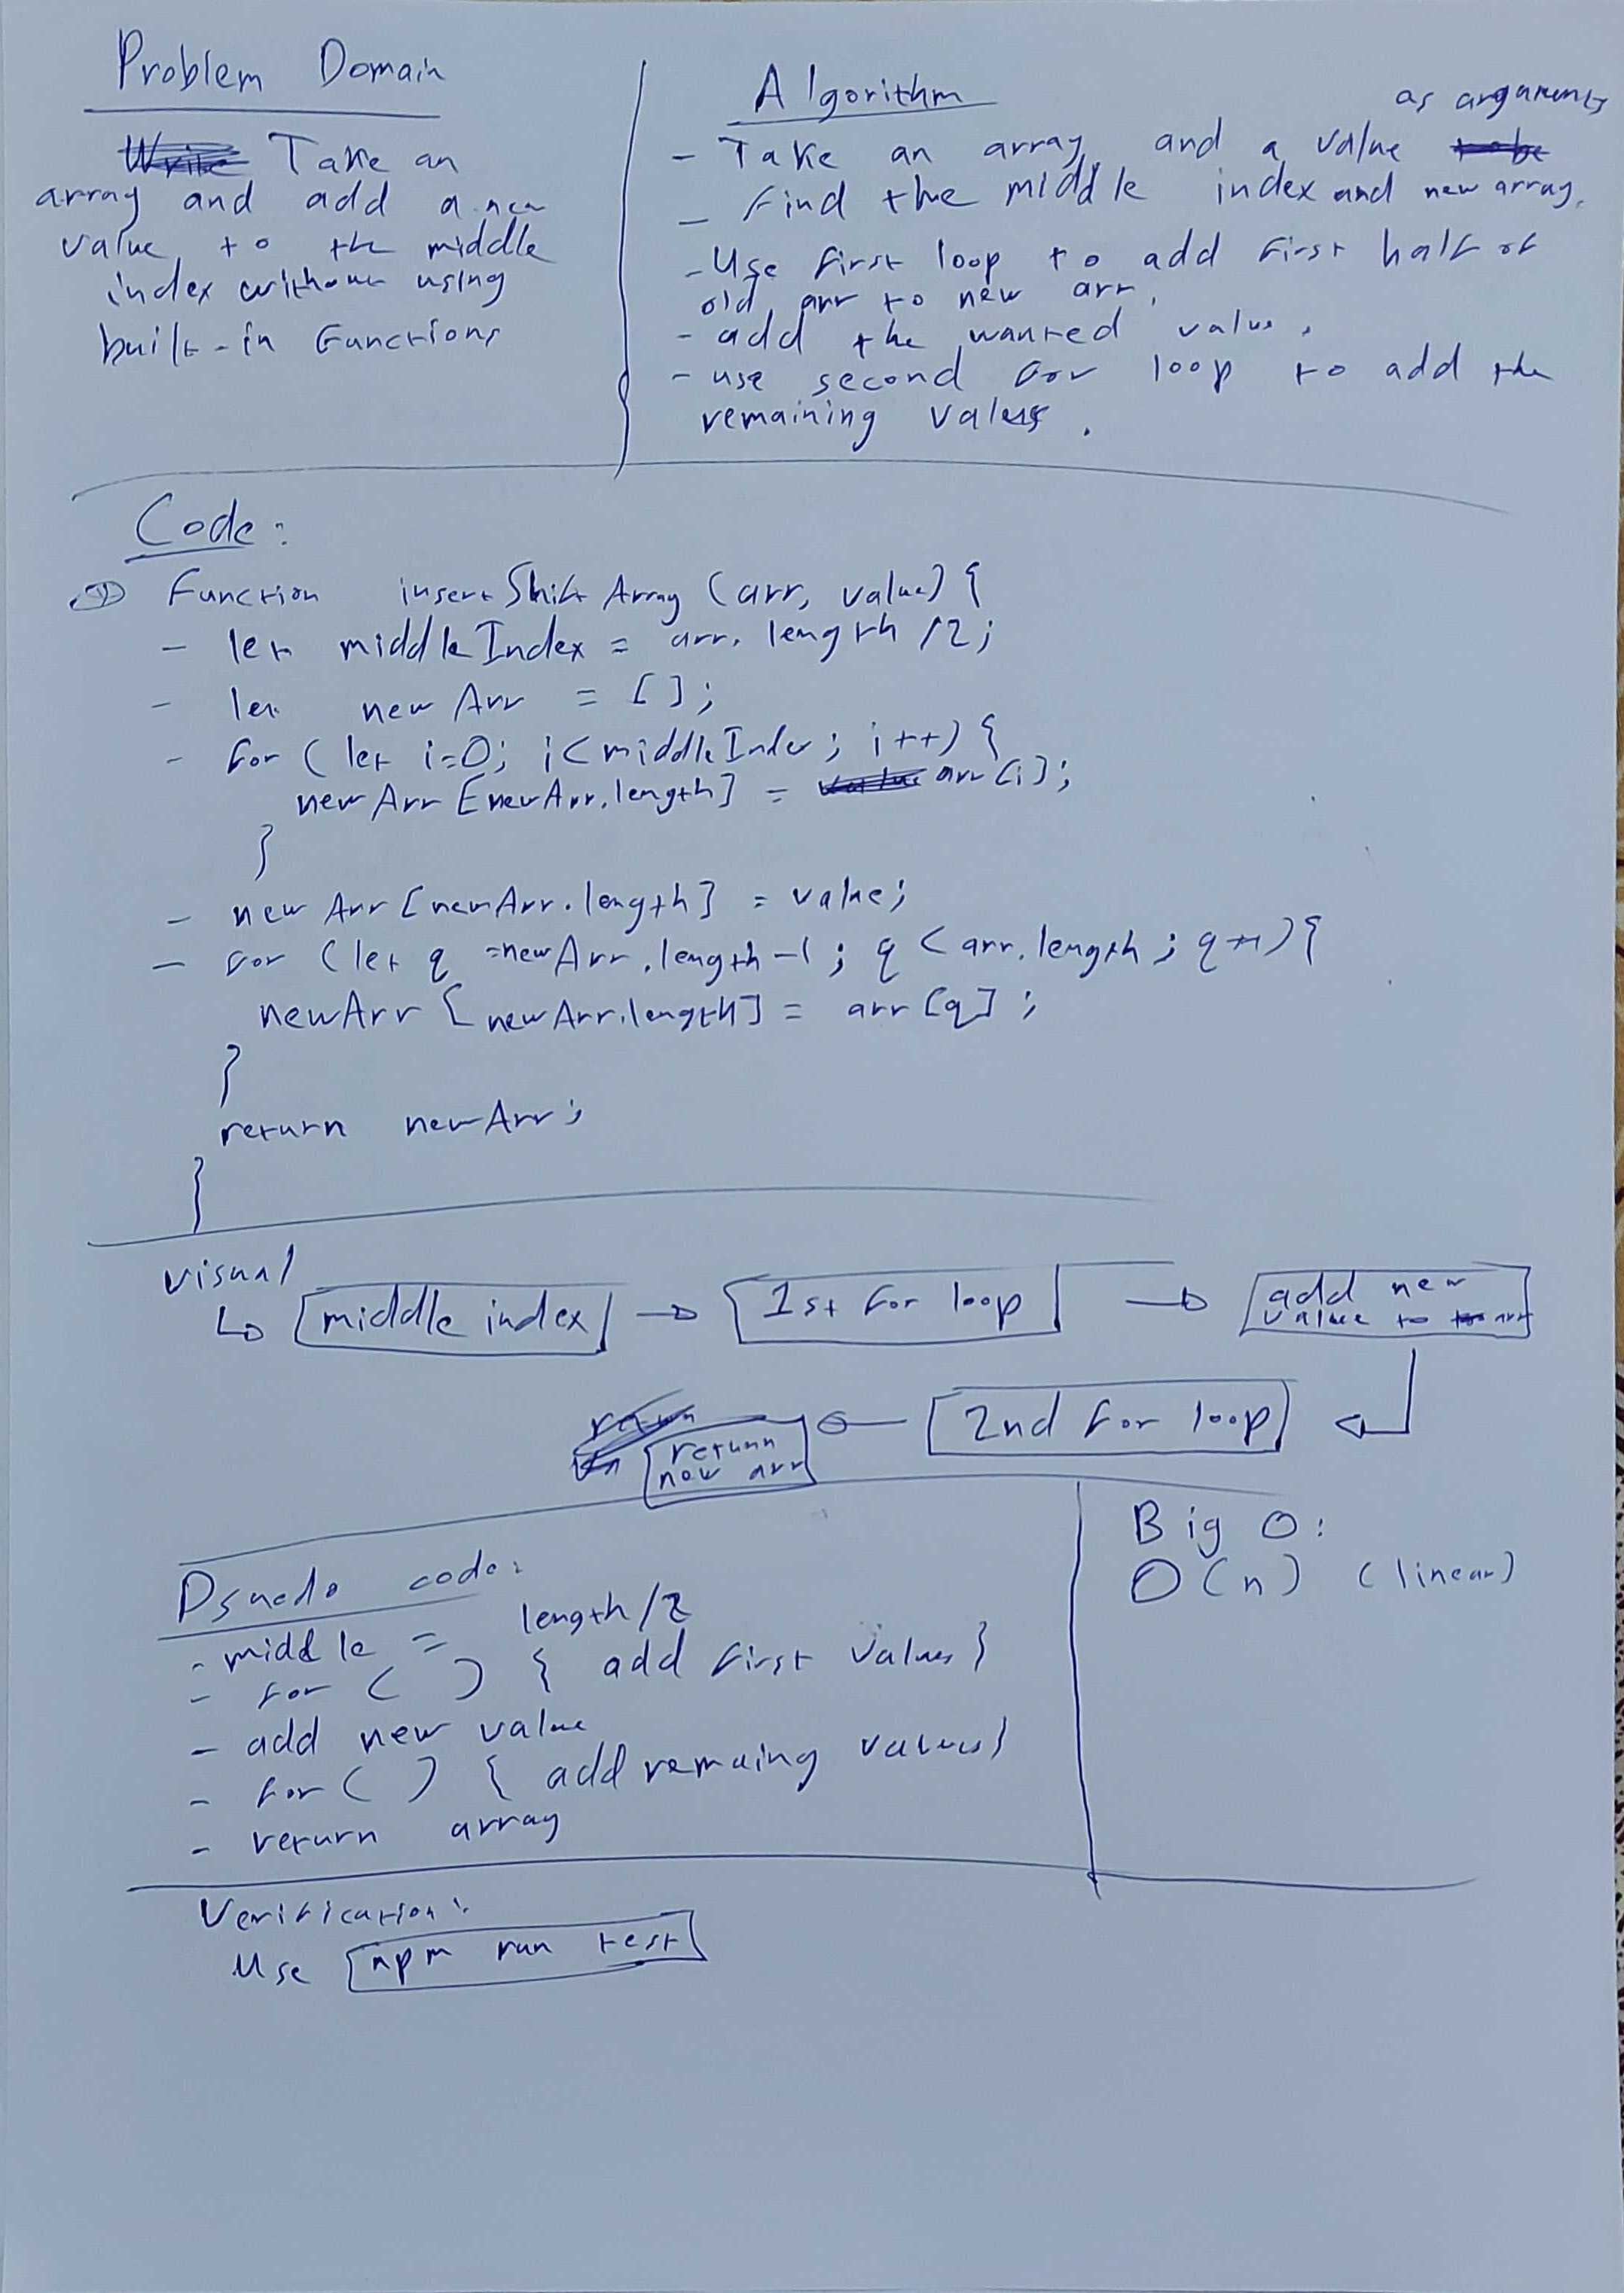 Problem Domain
Take an
array and add a new
value to the middle
index without using
built-in functions
Algorithm
as arguments
- Take an array and a value
- Find the middle index and new array.
- Use first loop to add first half of
old arr to new arr.
- add the wanted value.
- use second for loop to add the
remaining values.
Code:
Function insertShiftArray (arr, value) {
- let middleIndex = arr.length /2;
- let newArr = [];
- for (let i=0; i<middleIndex; i++) {
newArr [newArr.length] = arr[i];
}
- newArr [newArr.length] = value;
- for (let q =newArr.length-1; q < arr.length; q++) {
newArr [newArr.length] = arr [q];
}
return newArr;
}
visual
middle index
1st for loop
add new
value to arr
2nd for loop
return
new arr
Psuedo code:
- middle = length/2
- for ( ) { add first values }
- add new value
- for ( ) { add remaing values }
- return array
Big O:
O(n) (linear)
Verification:
Use npm run test